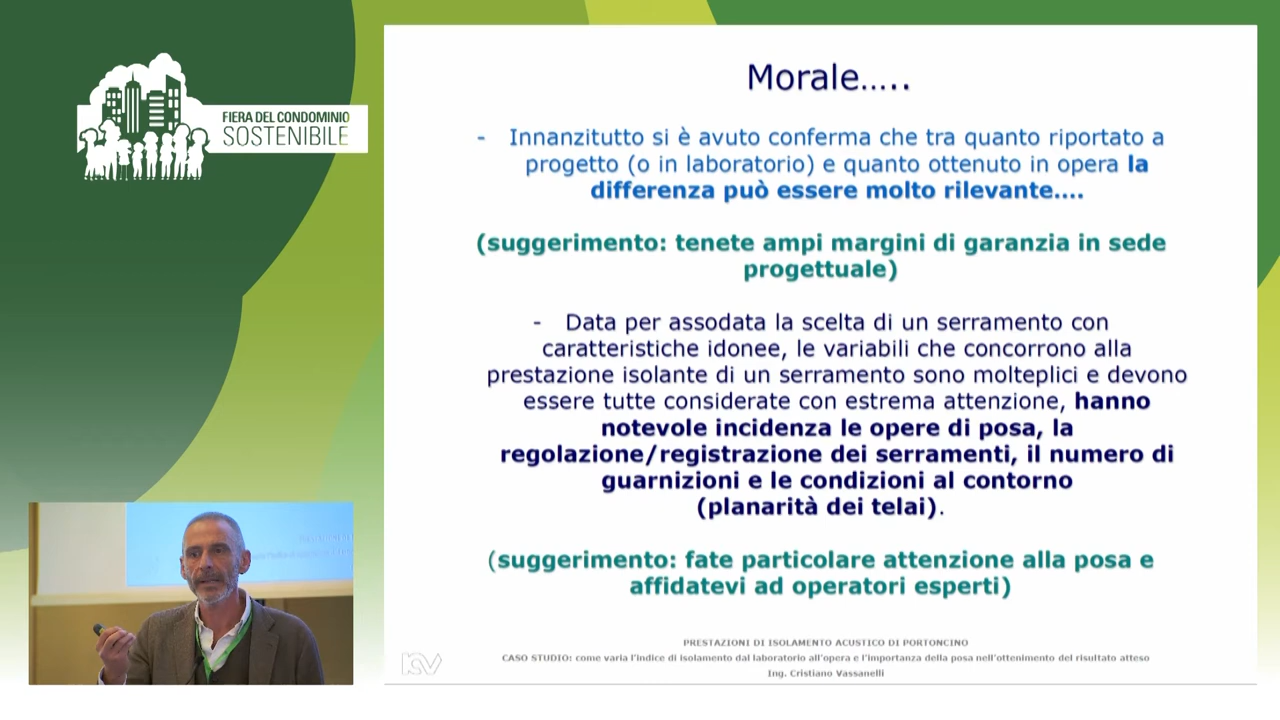 FIERA DEL CONDOMINIO
SOSTENIBILE
Morale.....
- Innanzitutto si è avuto conferma che tra quanto riportato a
progetto (o in laboratorio) e quanto ottenuto in opera la
differenza può essere molto rilevante....
(suggerimento: tenete ampi margini di garanzia in sede
progettuale)
- Data per assodata la scelta di un serramento con
caratteristiche idonee, le variabili che concorrono alla
prestazione isolante di un serramento sono molteplici e devono
essere tutte considerate con estrema attenzione, hanno
notevole incidenza le opere di posa, la
regolazione/registrazione dei serramenti, il numero di
guarnizioni e le condizioni al contorno
(planarità dei telai).
(suggerimento: fate particolare attenzione alla posa e
affidatevi ad operatori esperti)
PRESTAZIONI DI ISOLAMENTO ACUSTICO DI PORTONCINO
CASO STUDIO: come varia l'indice di isolamento dal laboratorio all'opera e l'importanza della posa nell'ottenimento del risultato atteso
Ing. Cristiano Vassanelli